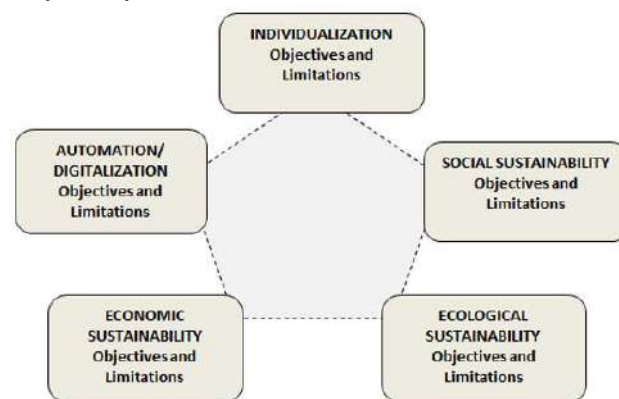 INDIVIDUALIZATION
Objectives and
Limitations
AUTOMATION/
DIGITALIZATION
Objectives and
Limitations
SOCIAL SUSTAINABILITY
Objectives and
Limitations
ECONOMIC
SUSTAINABILITY
Objectives and
Limitations
ECOLOGICAL
SUSTAINABILITY
Objectives and
Limitations